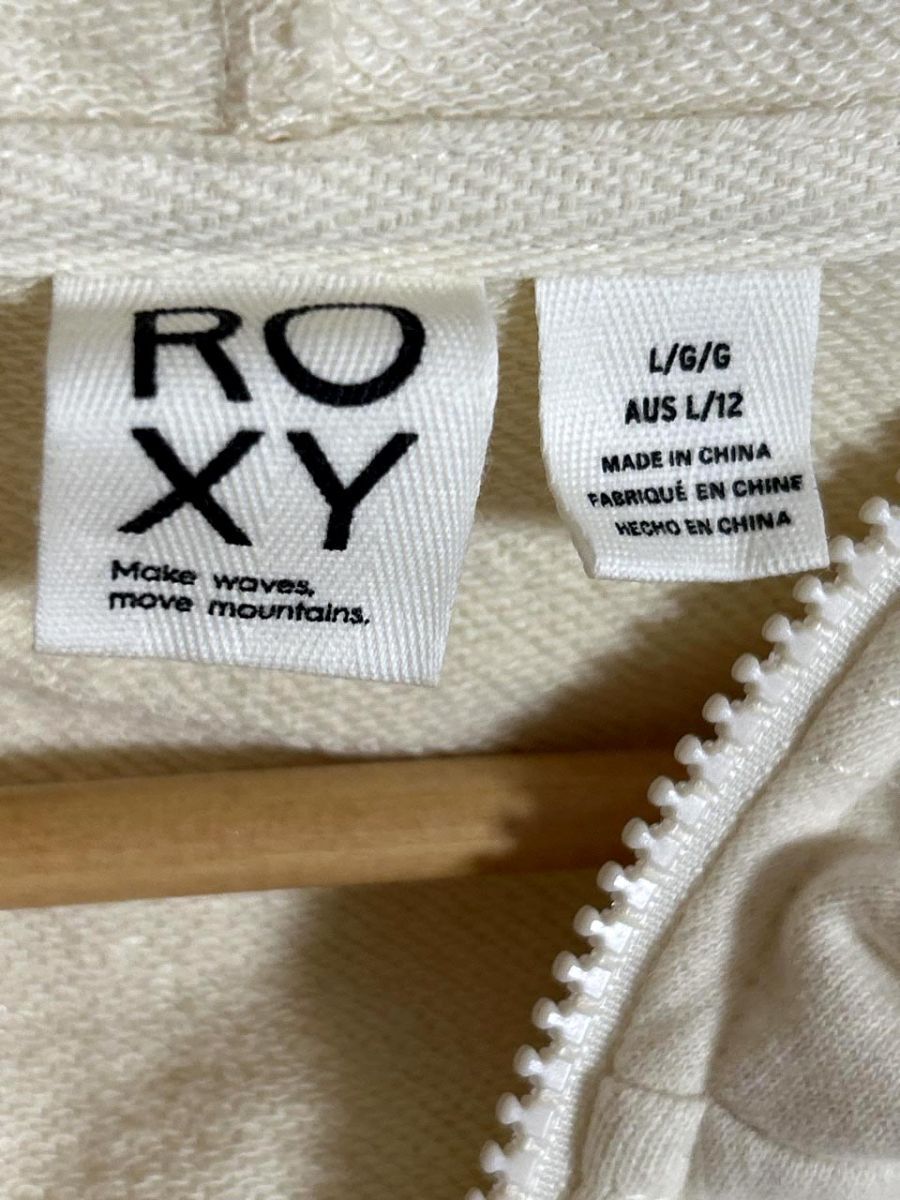 RO
XY
Make waves,
move mountains.
L/G/G
AUS L/12
MADE IN CHINA
FABRIQUÉ EN CHINE
HECHO EN CHINA